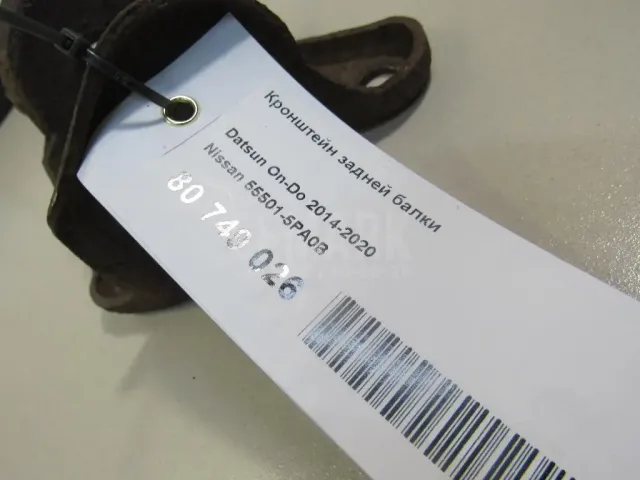 Кронштейн задней балки
Datsun On-Do 2014-2020
Nissan 55501-5PA0B
80 749 026